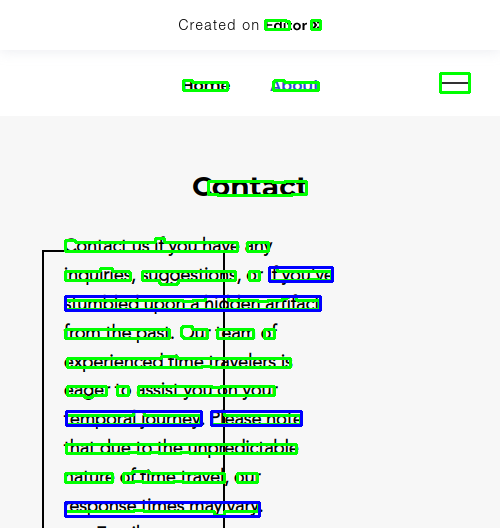 Created on Editor X
Home About
Contact
Contact us if you have any
inquiries, suggestions, or if you've
stumbled upon a hidden artifact
from the past. Our team of
experienced time travelers is
eager to assist you on your
temporal journey. Please note
that due to the unpredictable
nature of time travel, our
response times may vary.